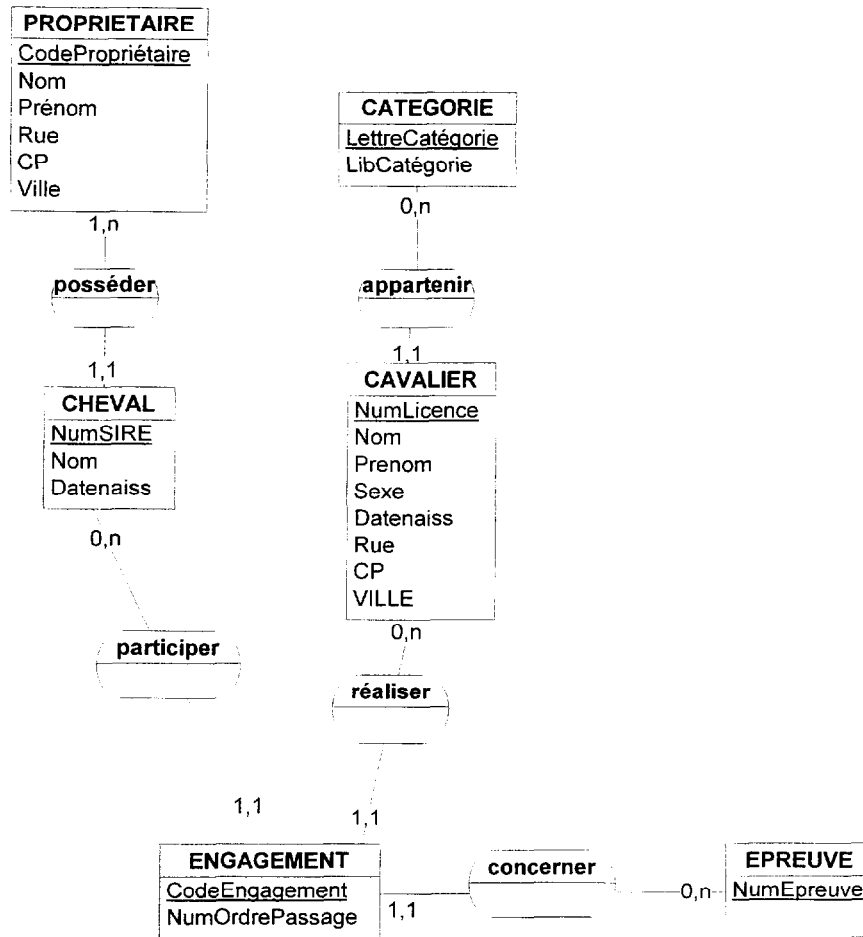 PROPRIETAIRE
CodePropriétaire
Nom
Prénom
Rue
CP
Ville
1,n
posséder
1,1
CHEVAL
NumSIRE
Nom
Datenaiss
0,n
participer
CATEGORIE
LettreCatégorie
LibCatégorie
0,n
appartenir
1,1
CAVALIER
NumLicence
Nom
Prenom
Sexe
Datenaiss
Rue
CP
VILLE
0,n
réaliser
1,1
1,1
ENGAGEMENT
CodeEngagement
NumOrdrePassage
1,1
concerner
0,n
EPREUVE
NumEpreuve